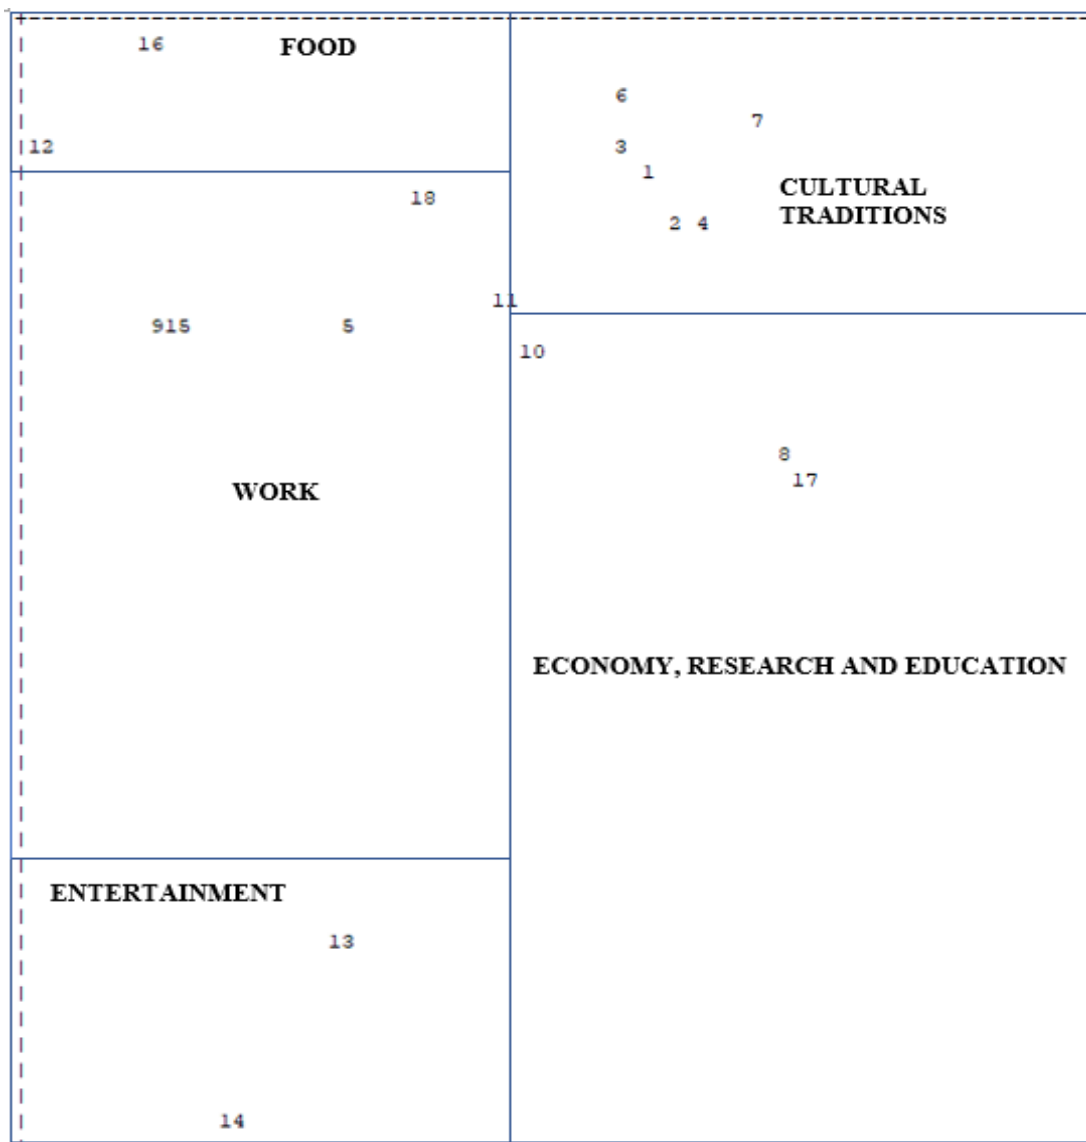 16 FOOD
6
7
12
3
1
CULTURAL
18
TRADITIONS
2 4
11
915 5
10
8
17
WORK
ECONOMY, RESEARCH AND EDUCATION
ENTERTAINMENT
13
14